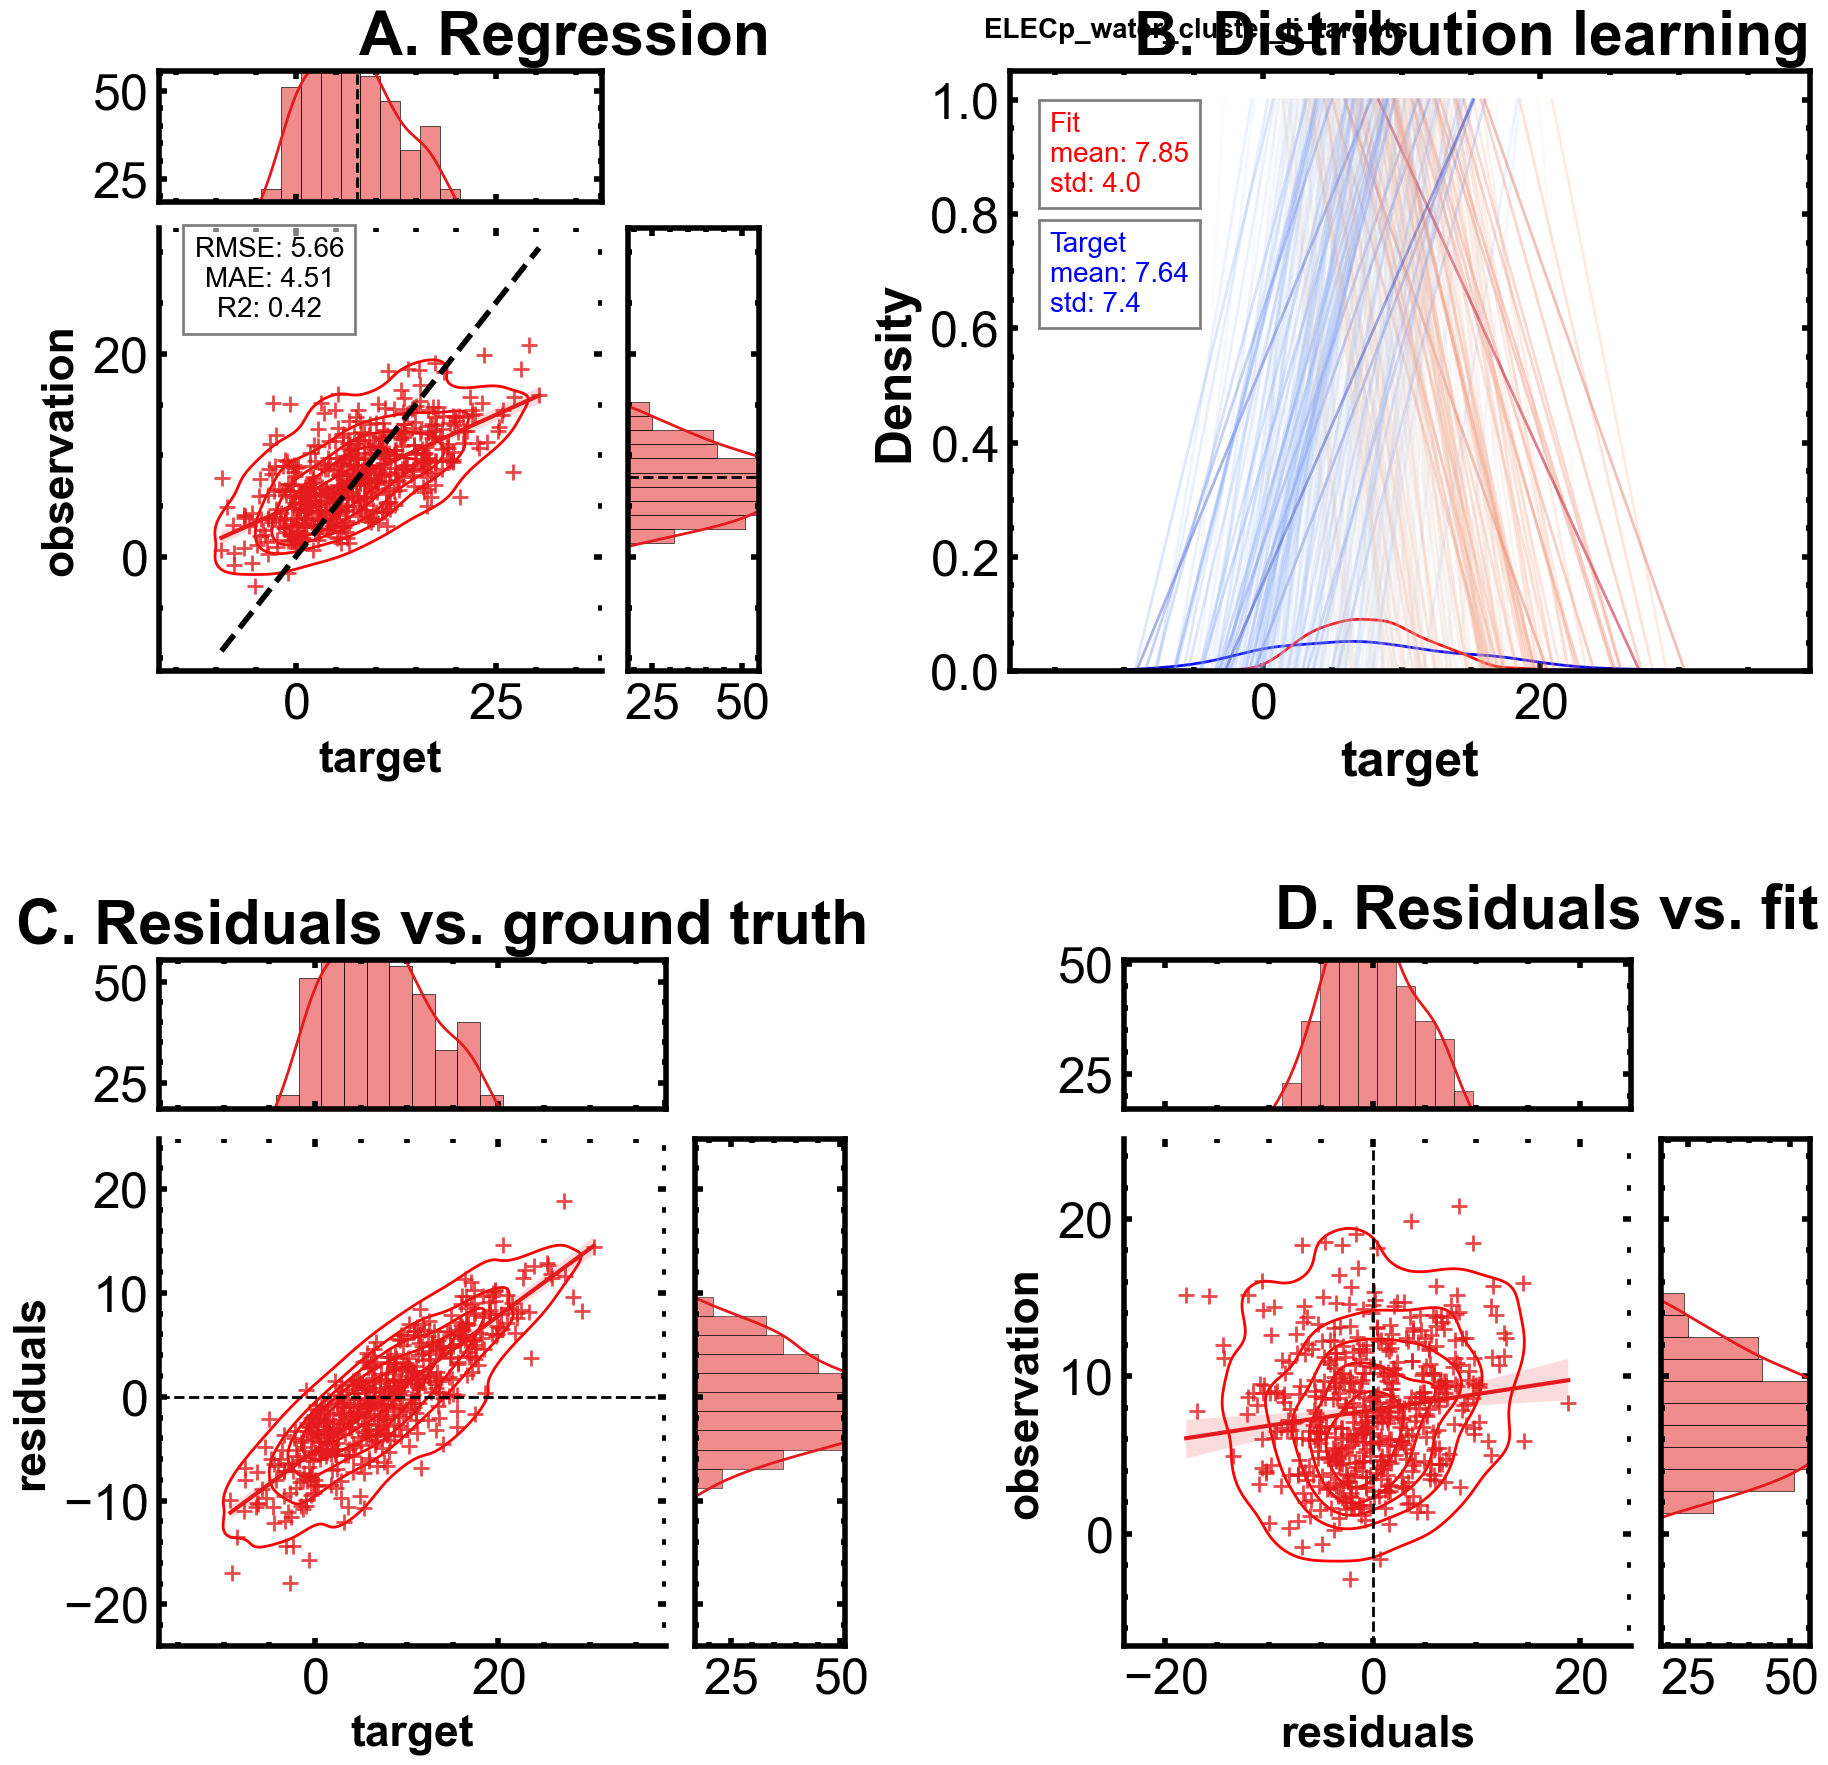 A. Regression
ELECp_water_cluster_li_targets
B. Distribution learning
50
25
RMSE: 5.66
MAE: 4.51
R2: 0.42
observation
20
0
0
25
target
25
50
Density
1.0
0.8
0.6
0.4
0.2
0.0
Fit
mean: 7.85
std: 4.0
Target
mean: 7.64
std: 7.4
0
20
target
C. Residuals vs. ground truth
50
25
residuals
20
10
0
−10
−20
0
20
target
25
50
D. Residuals vs. fit
50
25
observation
20
10
0
−20
0
20
residuals
25
50